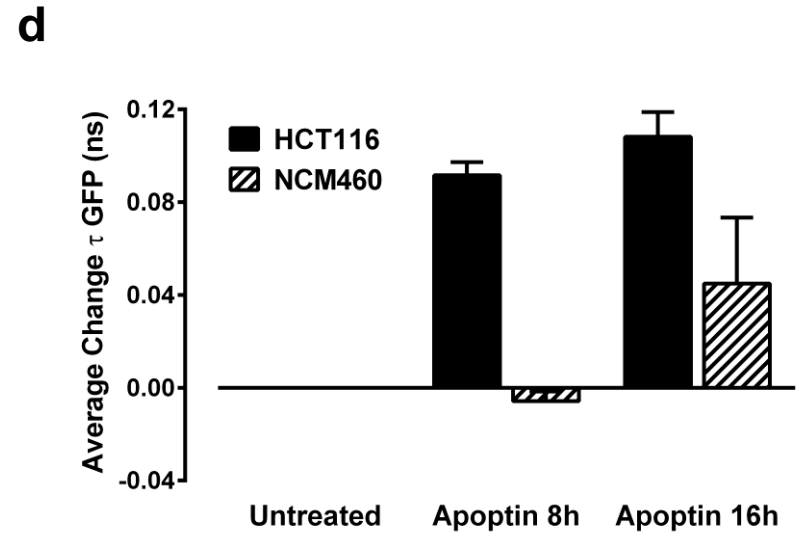 d
Average Change τ GFP (ns)
0.12
0.08
0.04
0.00
-0.04
HCT116
NCM460
Untreated
Apoptin 8h
Apoptin 16h